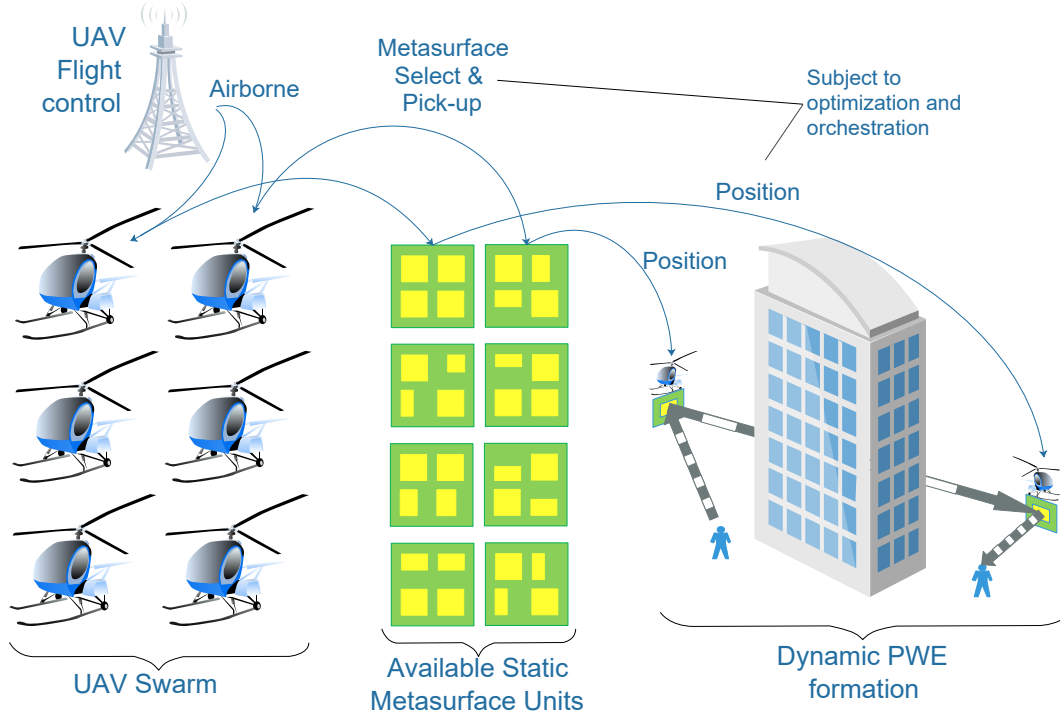 UAV
Flight
control
Airborne
Metasurface
Select &
Pick-up
Subject to
optimization and
orchestration
Position
Position
UAV Swarm
Available Static
Metasurface Units
Dynamic PWE
formation